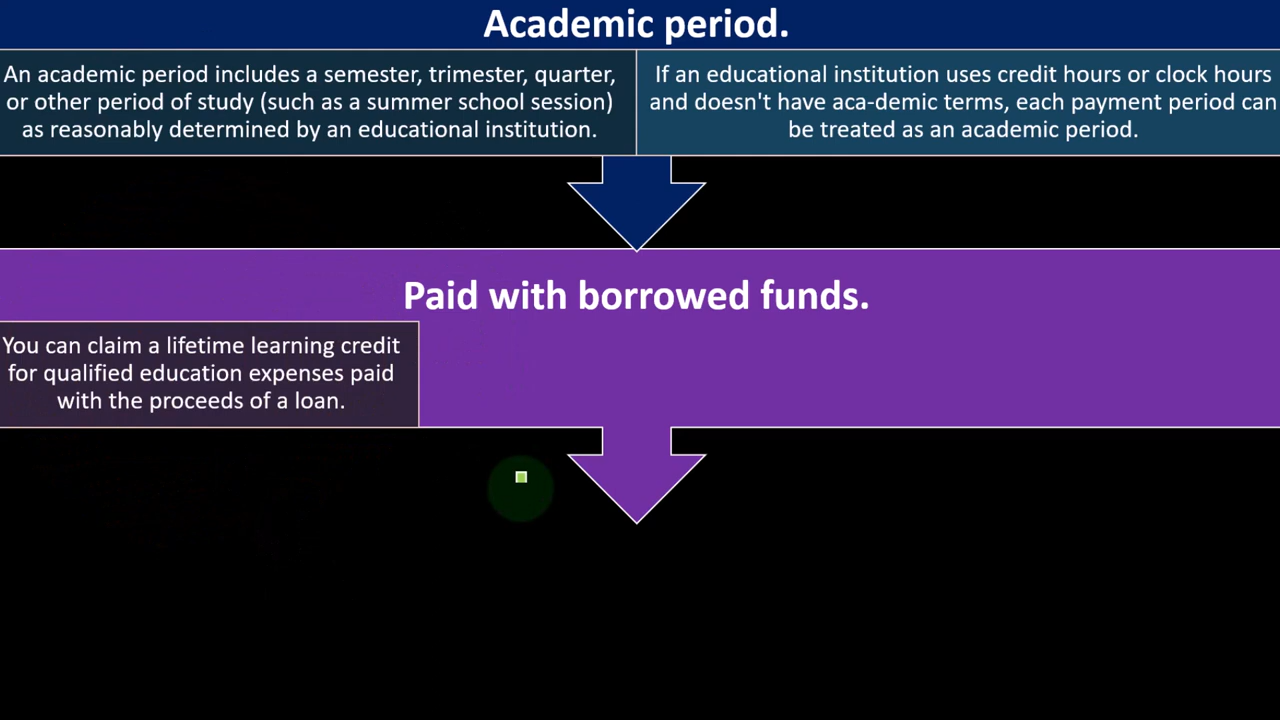 Academic period.
An academic period includes a semester, trimester, quarter,
or other period of study (such as a summer school session)
as reasonably determined by an educational institution.
If an educational institution uses credit hours or clock hours
and doesn't have aca-demic terms, each payment period can
be treated as an academic period.
Paid with borrowed funds.
You can claim a lifetime learning credit
for qualified education expenses paid
with the proceeds of a loan.